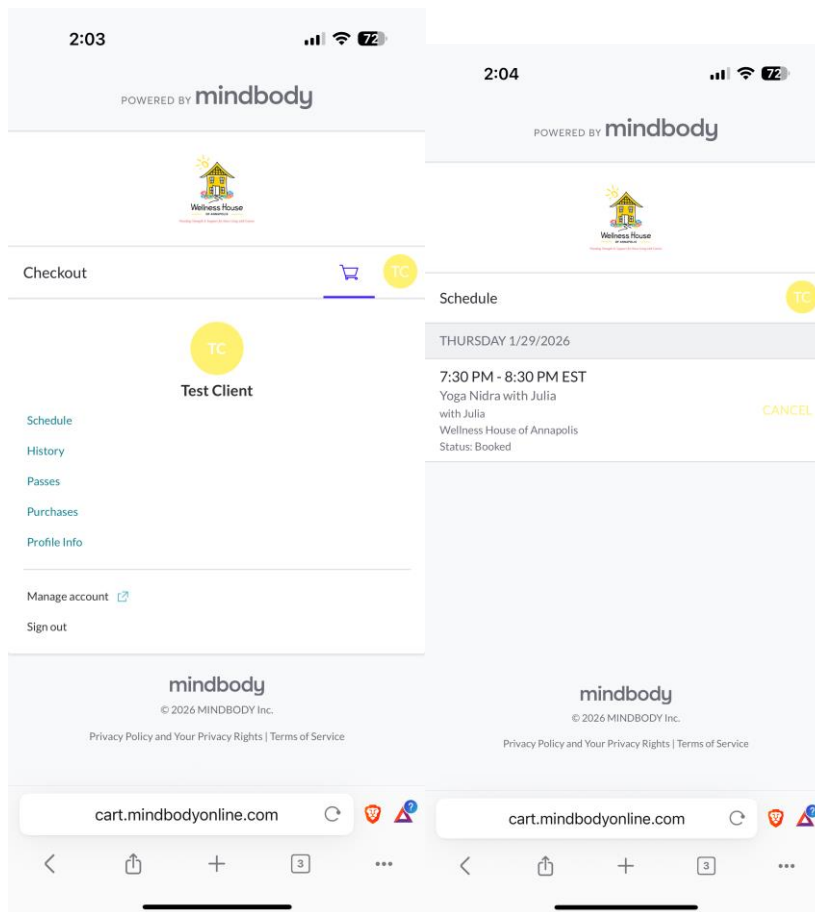 2:03
72
POWERED BY mindbody
Wellness House
OF ANNAPOLIS
Checkout
TC
TC
Test Client
Schedule
History
Passes
Purchases
Profile Info
Manage account
Sign out
mindbody
© 2026 MINDBODY Inc.
Privacy Policy and Your Privacy Rights | Terms of Service
cart.mindbodyonline.com
?
3
2:04
72
POWERED BY mindbody
Wellness House
OF ANNAPOLIS
Schedule
TC
THURSDAY 1/29/2026
7:30 PM - 8:30 PM EST
Yoga Nidra with Julia
with Julia
Wellness House of Annapolis
Status: Booked
CANCEL
mindbody
© 2026 MINDBODY Inc.
Privacy Policy and Your Privacy Rights | Terms of Service
cart.mindbodyonline.com
?
3